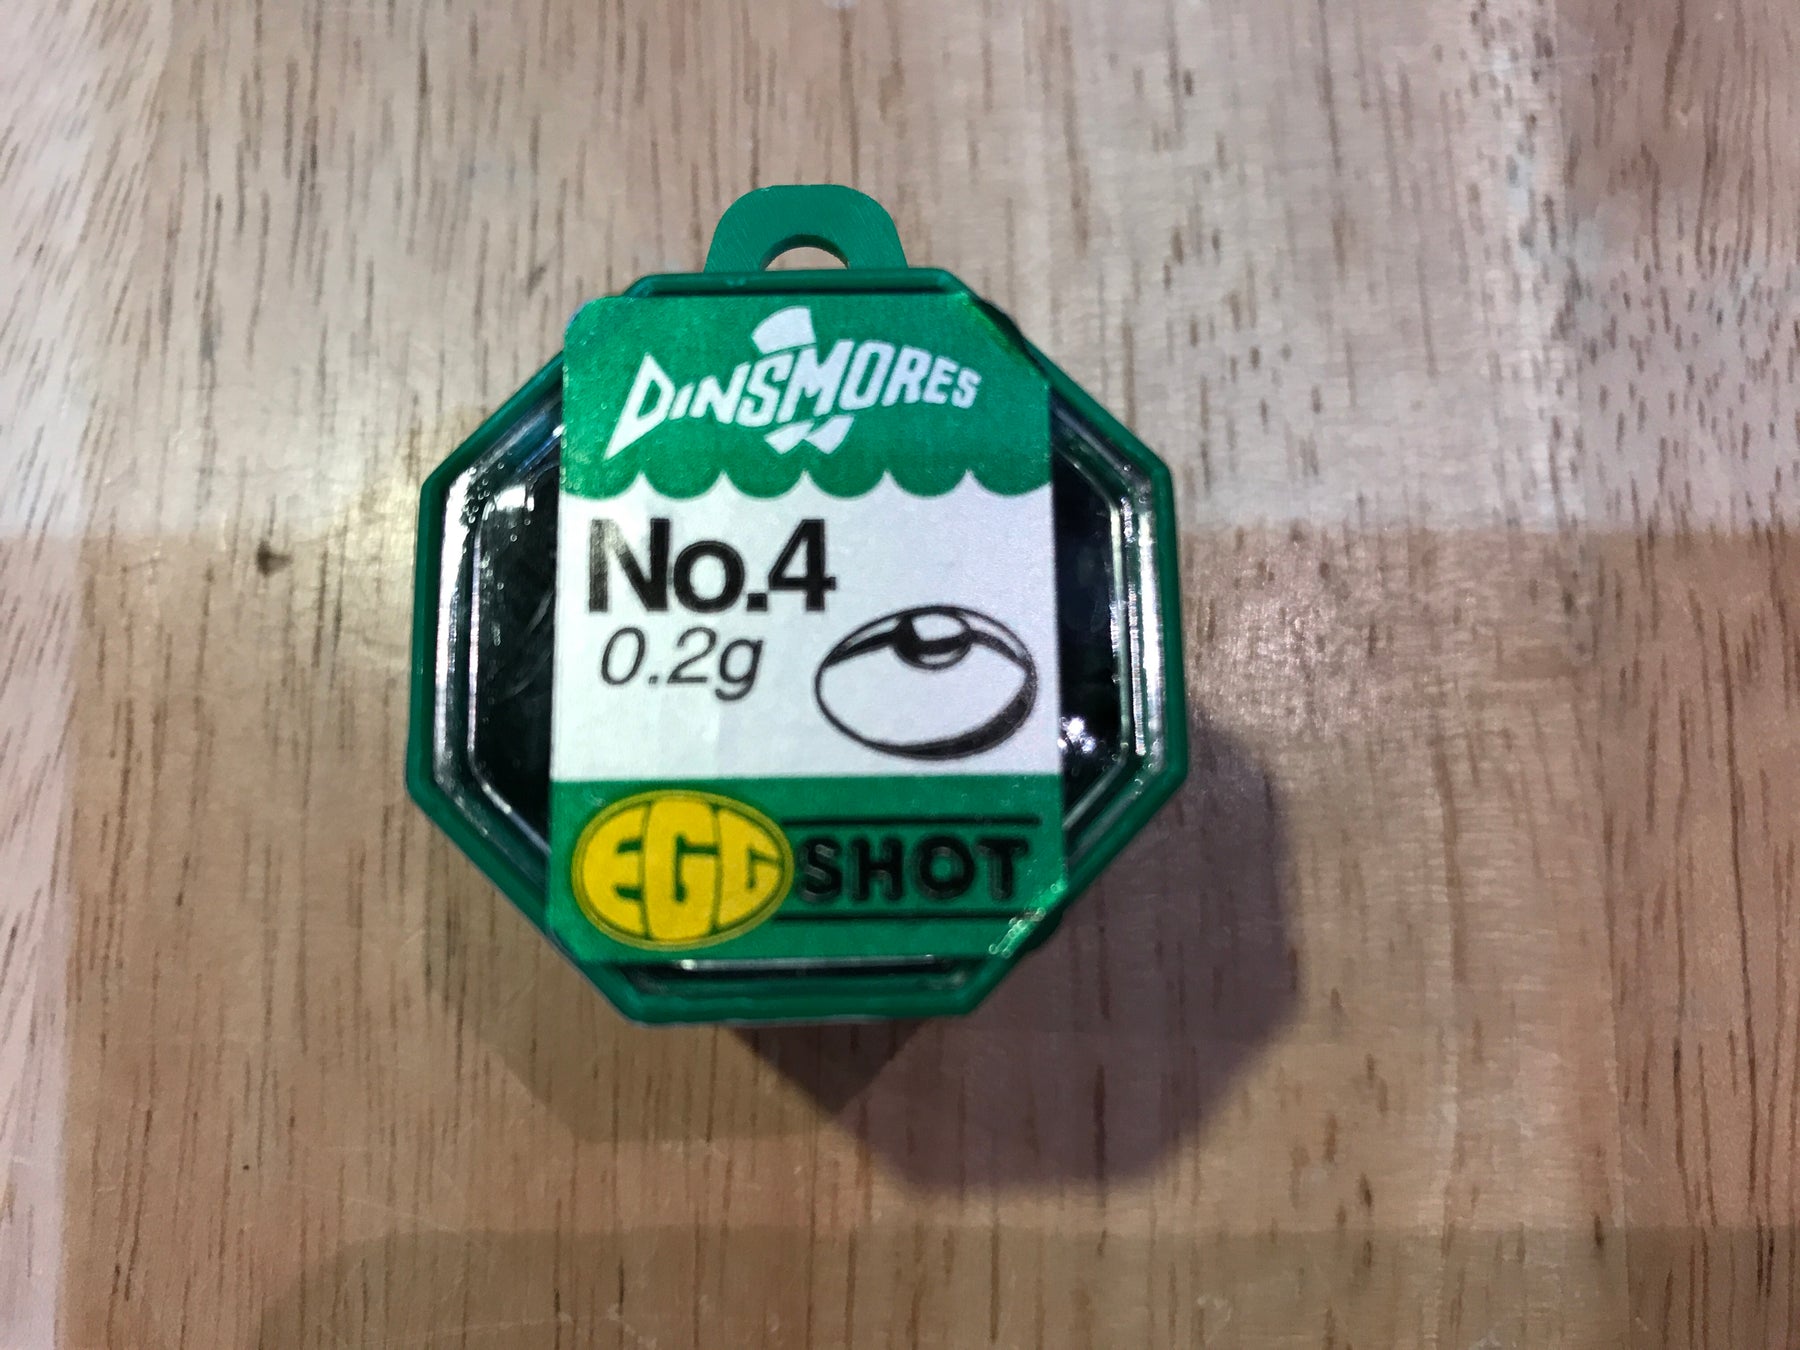 DINSMORES
No.4
0.2g
EGG SHOT